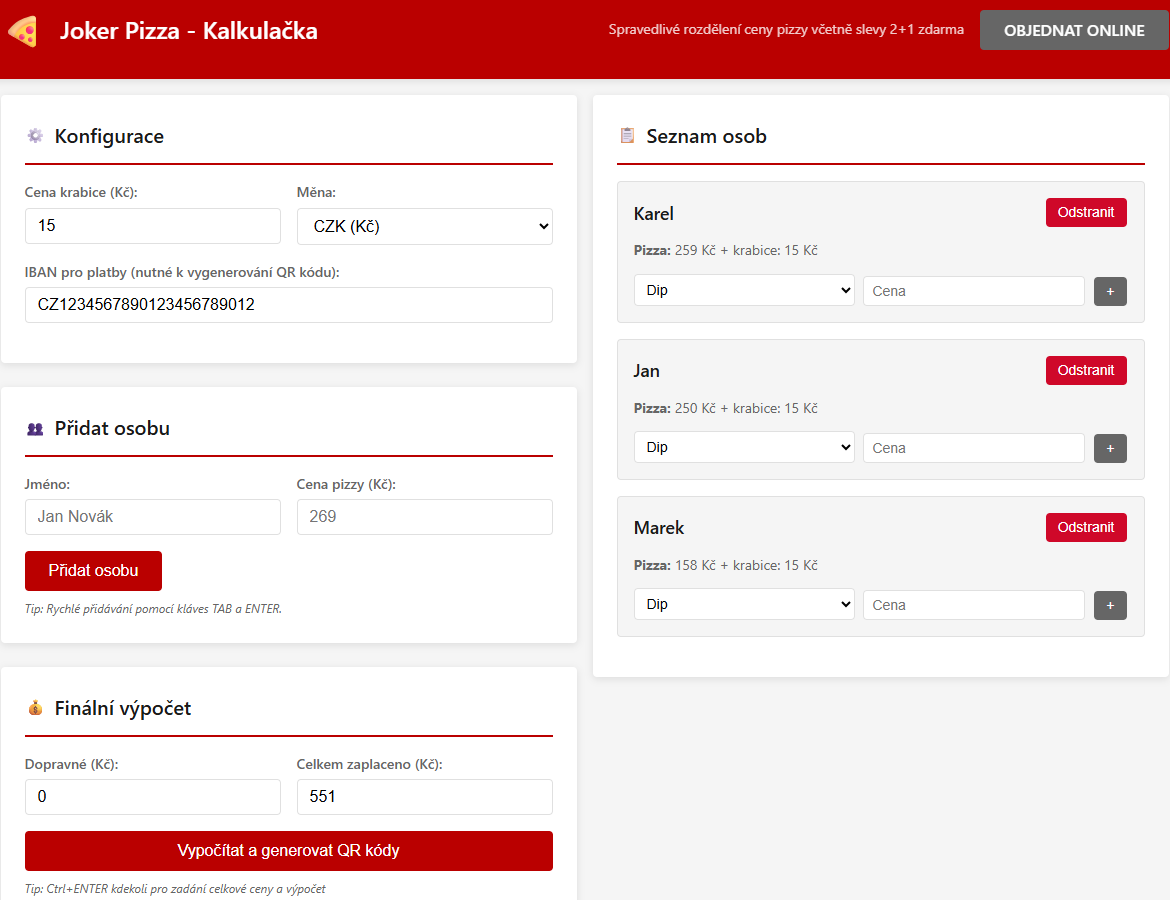 Joker Pizza - Kalkulačka
Spravedlivé rozdělení ceny pizzy včetně slevy 2+1 zdarma
OBJEDNAT ONLINE
Konfigurace
Cena krabice (Kč):
Měna:
15
CZK (Kč)
IBAN pro platby (nutné k vygenerování QR kódu):
CZ1234567890123456789012
Přidat osobu
Jméno:
Cena pizzy (Kč):
Jan Novák
269
Přidat osobu
Tip: Rychlé přidávání pomocí kláves TAB a ENTER.
Finální výpočet
Dopravné (Kč):
Celkem zaplaceno (Kč):
0
551
Vypočítat a generovat QR kódy
Tip: Ctrl+ENTER kdekoli pro zadání celkové ceny a výpočet
Seznam osob
Karel
Odstranit
Pizza: 259 Kč + krabice: 15 Kč
Dip
Cena
+
Jan
Odstranit
Pizza: 250 Kč + krabice: 15 Kč
Dip
Cena
+
Marek
Odstranit
Pizza: 158 Kč + krabice: 15 Kč
Dip
Cena
+